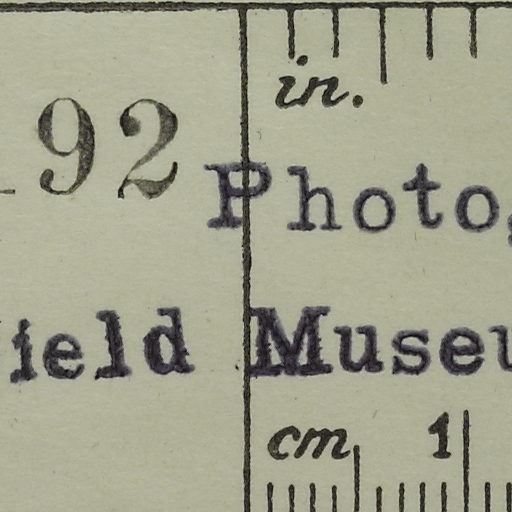 in.
92
Photo
ield Museu
cm 1